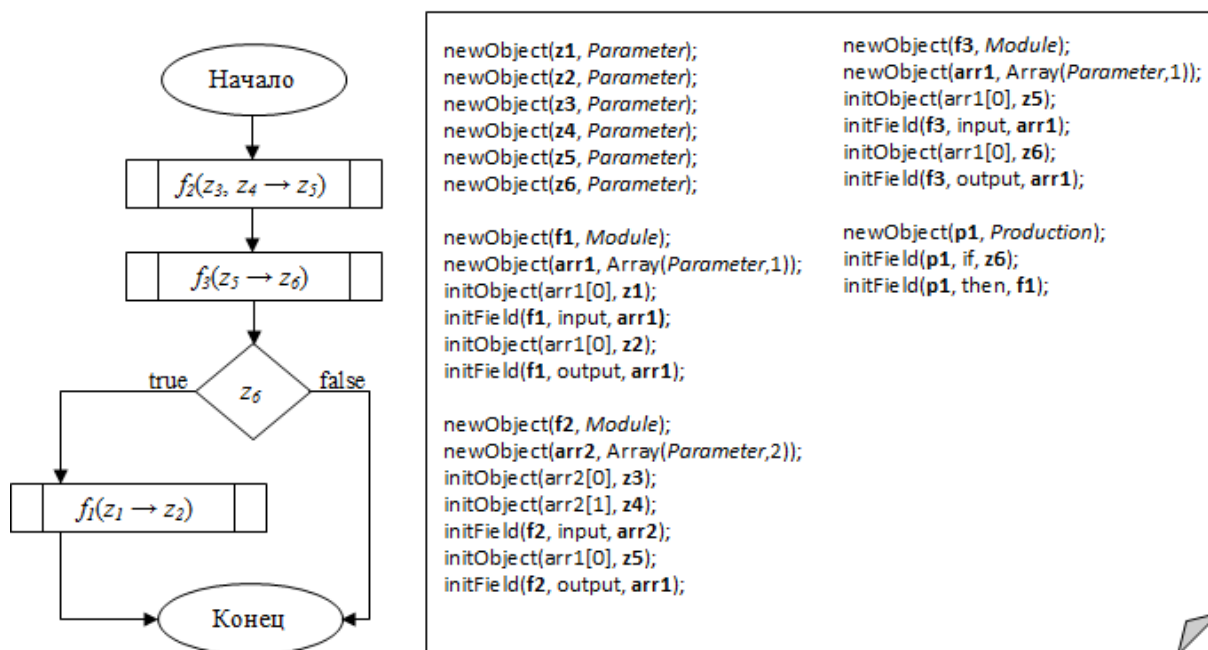 Начало
f₂(z₃, z₄ → z₅)
f₃(z₅ → z₆)
true
false
z₆
f₁(z₁ → z₂)
Конец
newObject(z1, Parameter);
newObject(z2, Parameter);
newObject(z3, Parameter);
newObject(z4, Parameter);
newObject(z5, Parameter);
newObject(z6, Parameter);
newObject(f1, Module);
newObject(arr1, Array(Parameter,1));
initObject(arr1[0], z1);
initField(f1, input, arr1);
initObject(arr1[0], z2);
initField(f1, output, arr1);
newObject(f2, Module);
newObject(arr2, Array(Parameter,2));
initObject(arr2[0], z3);
initObject(arr2[1], z4);
initField(f2, input, arr2);
initObject(arr1[0], z5);
initField(f2, output, arr1);
newObject(f3, Module);
newObject(arr1, Array(Parameter,1));
initObject(arr1[0], z5);
initField(f3, input, arr1);
initObject(arr1[0], z6);
initField(f3, output, arr1);
newObject(p1, Production);
initField(p1, if, z6);
initField(p1, then, f1);